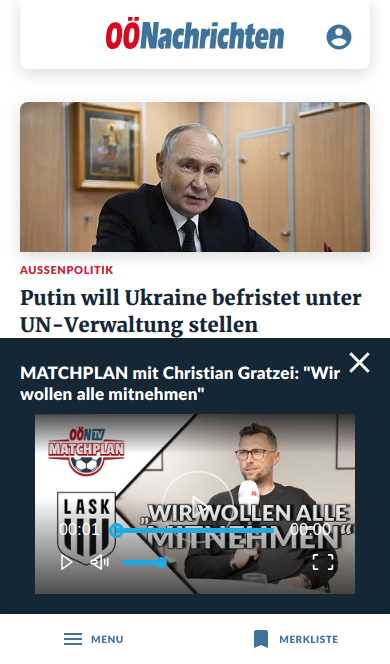 OÖNachrichten
AUSSENPOLITIK
Putin will Ukraine befristet unter
UN-Verwaltung stellen
MATCHPLAN mit Christian Gratzei: "Wir
wollen alle mitnehmen"
OÖN TV
MATCHPLAN
LASK
„WIR WOLLEN ALLE
MITNEHMEN“
00:01
00:00
MENU
MERKLISTE